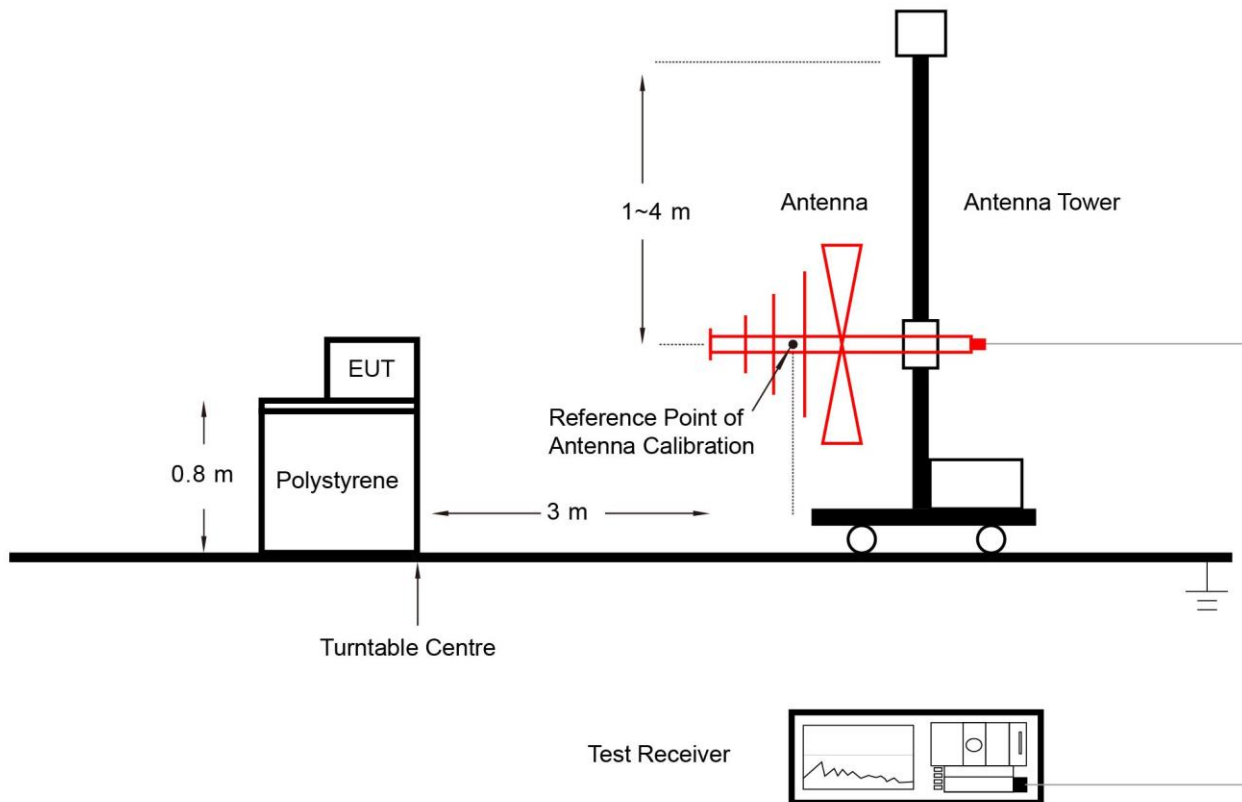 1~4 m
Antenna
Antenna Tower
EUT
Reference Point of
Antenna Calibration
0.8 m
Polystyrene
3 m
Turntable Centre
Test Receiver